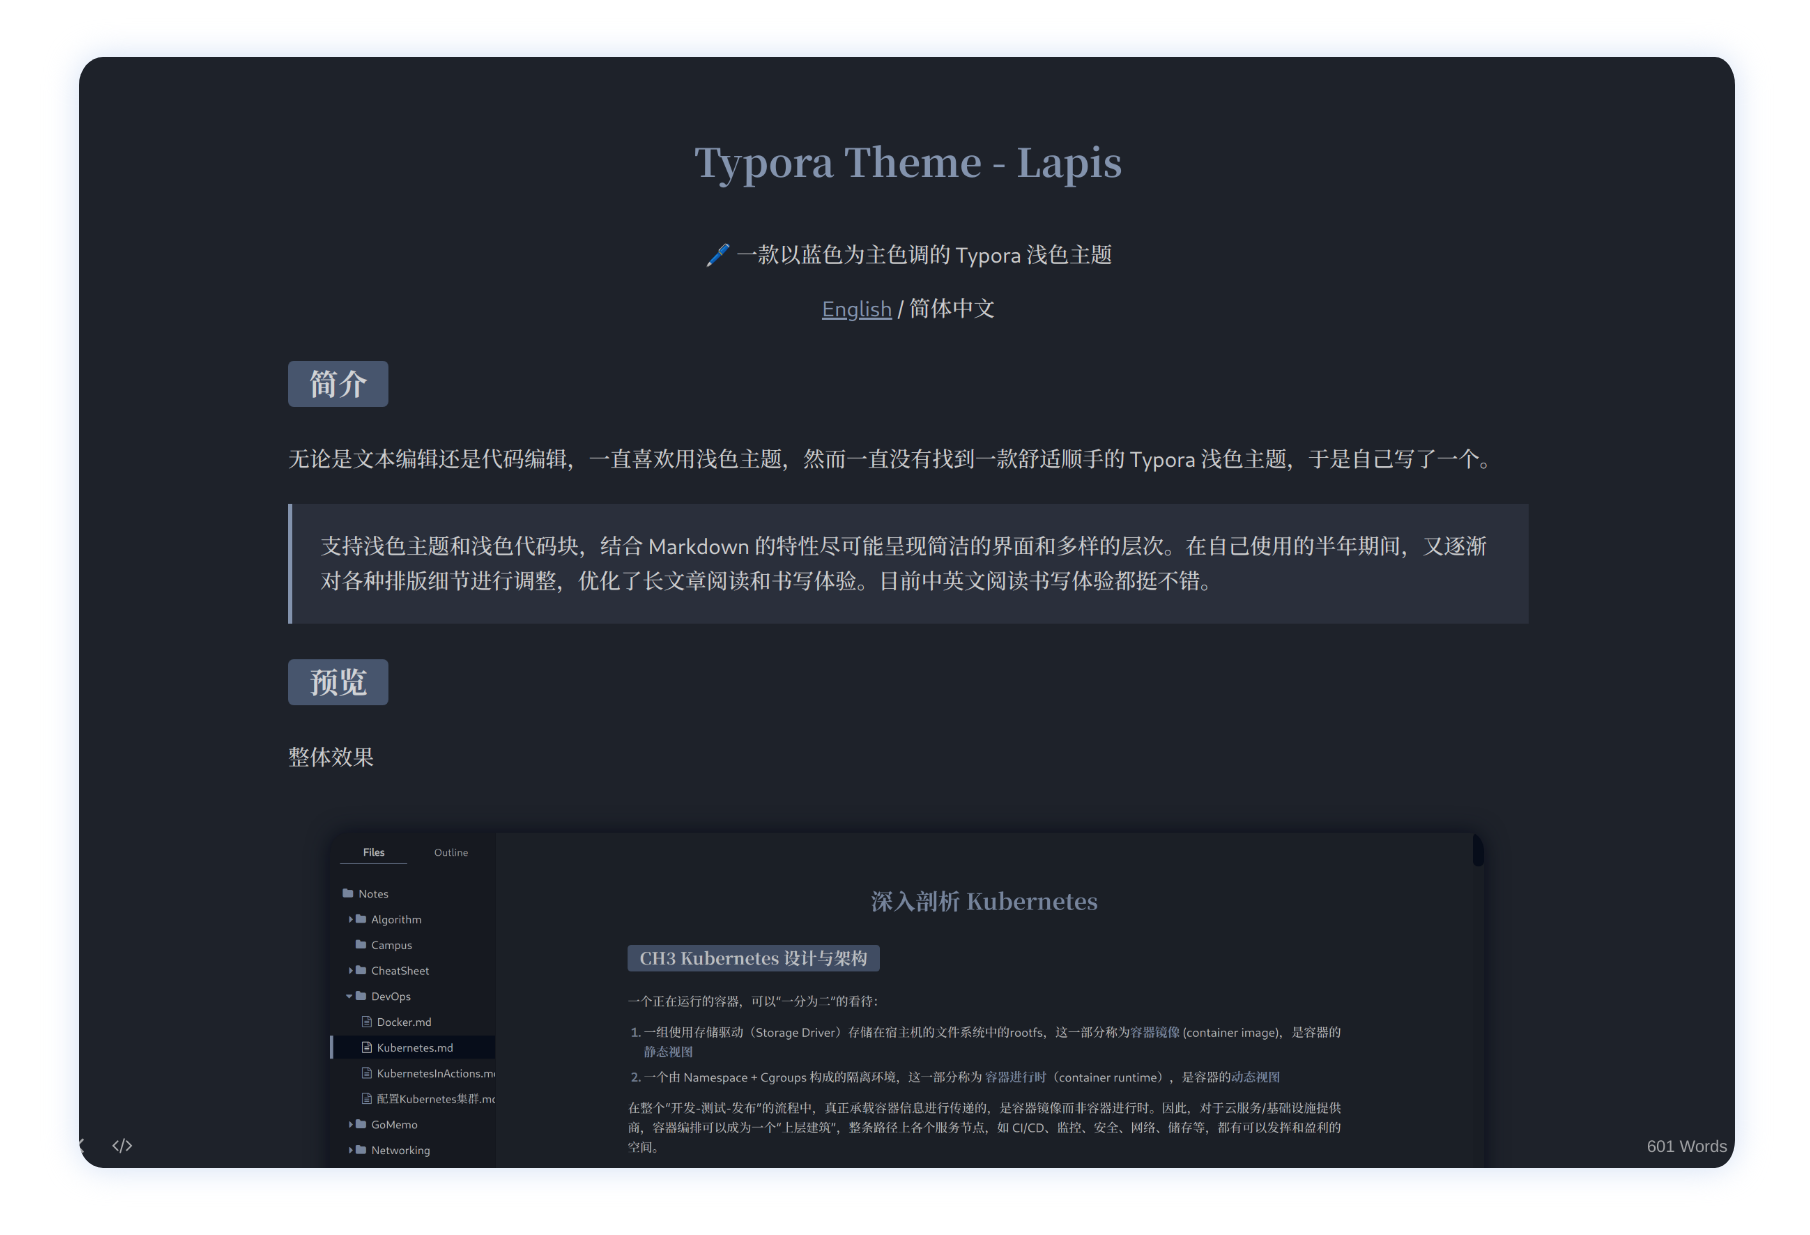 Typora Theme - Lapis
一款以蓝色为主色调的 Typora 浅色主题
English / 简体中文
简介
无论是文本编辑还是代码编辑，一直喜欢用浅色主题，然而一直没有找到一款舒适顺手的 Typora 浅色主题，于是自己写了一个。
支持浅色主题和浅色代码块，结合 Markdown 的特性尽可能呈现简洁的界面和多样的层次。在自己使用的半年期间，又逐渐
对各种排版细节进行调整，优化了长文章阅读和书写体验。目前中英文阅读书写体验都挺不错。
预览
整体效果
Files Outline
Notes
Algorithm
Campus
CheatSheet
DevOps
Docker.md
Kubernetes.md
KubernetesInActions.m
配置Kubernetes集群.md
GoMemo
Networking
深入剖析 Kubernetes
CH3 Kubernetes 设计与架构
一个正在运行的容器，可以“一分为二”的看待：
1. 一组使用存储驱动（Storage Driver）存储在宿主机的文件系统中的rootfs，这一部分称为容器镜像 (container image)，是容器的
静态视图
2. 一个由 Namespace + Cgroups 构成的隔离环境，这一部分称为 容器进行时（container runtime），是容器的动态视图
在整个“开发-测试-发布”的流程中，真正承载容器信息进行传递的，是容器镜像而非容器进行时。因此，对于云服务/基础设施提供
商，容器编排可以成为一个“上层建筑”，整条路径上各个服务节点，如 CI/CD、监控、安全、网络、储存等，都有可以发挥和盈利的
空间。
</> 601 Words